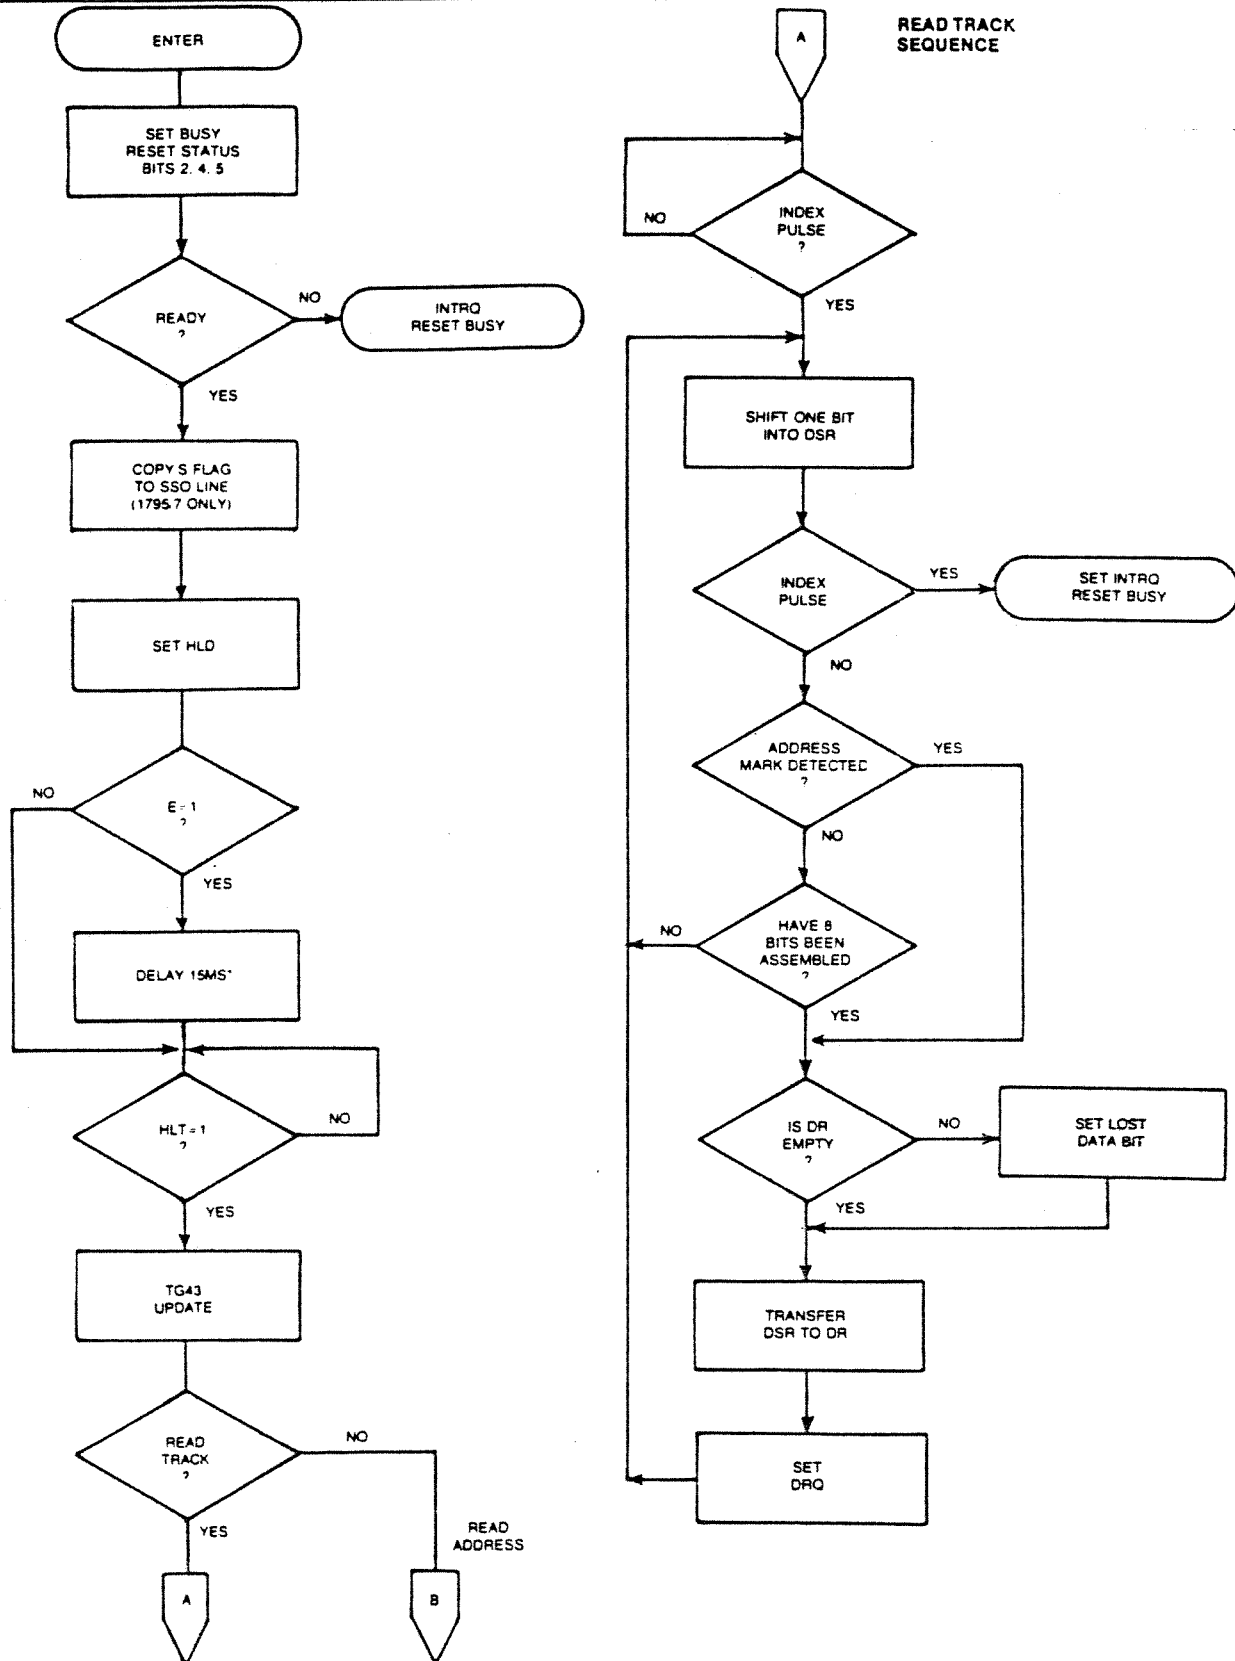 ENTER
SET BUSY
RESET STATUS
BITS 2, 4, 5
READY
?
NO
INTRQ
RESET BUSY
YES
COPY S FLAG
TO SSO LINE
(1795/7 ONLY)
SET HLD
NO
E=1
?
YES
DELAY 15MS*
HLT=1
?
NO
YES
TG43
UPDATE
READ
TRACK
?
NO
YES
READ
ADDRESS
A
B
A
READ TRACK
SEQUENCE
NO
INDEX
PULSE
?
YES
SHIFT ONE BIT
INTO DSR
INDEX
PULSE
YES
SET INTRQ
RESET BUSY
NO
ADDRESS
MARK DETECTED
?
YES
NO
NO
HAVE 8
BITS BEEN
ASSEMBLED
?
YES
IS DR
EMPTY
?
NO
SET LOST
DATA BIT
YES
TRANSFER
DSR TO DR
SET
DRQ